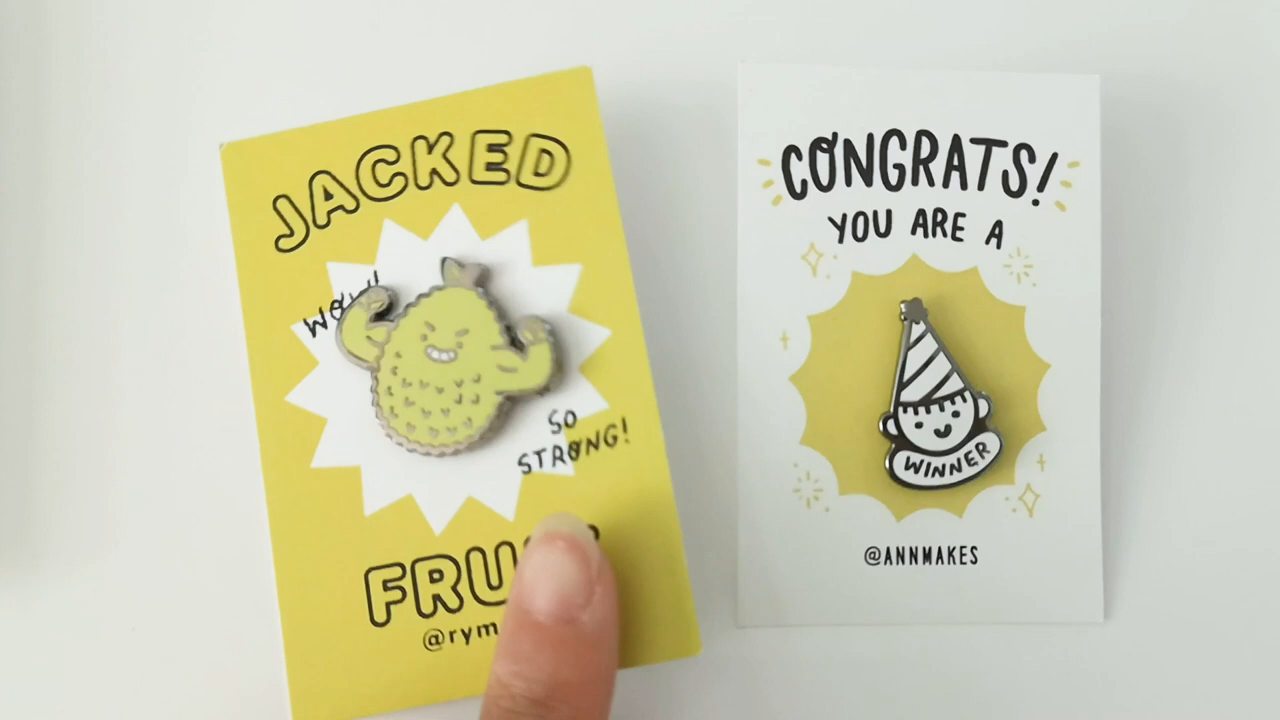 JACKED
WOW!
SO
STRONG!
CONGRATS!
YOU ARE A
WINNER
@ANNMAKES